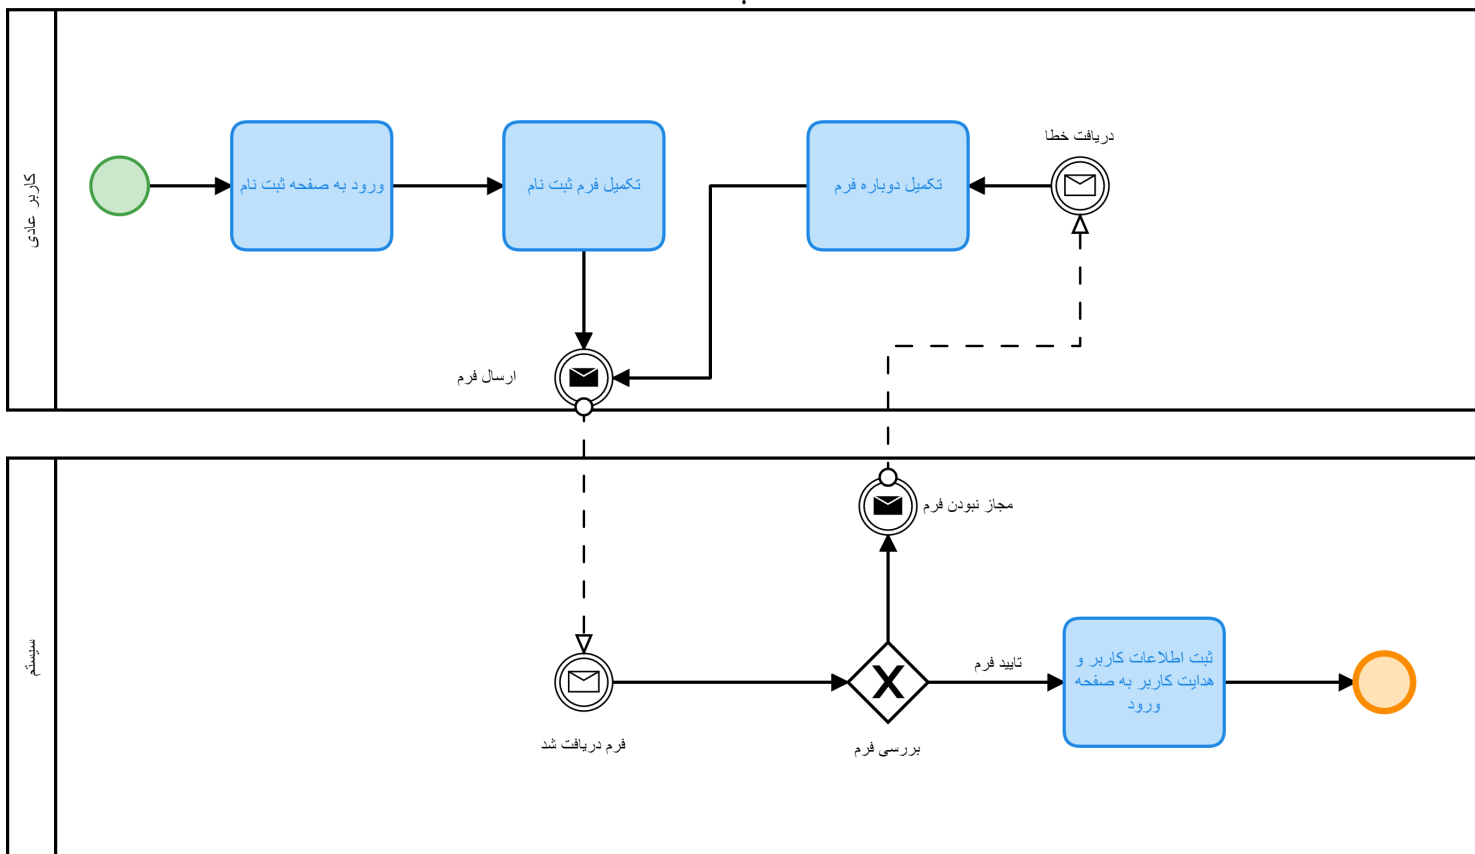 کاربر عادی
ورود به صفحه ثبت نام
تکمیل فرم ثبت نام
تکمیل دوباره فرم
دریافت خطا
ارسال فرم
سیستم
مجاز نبودن فرم
فرم دریافت شد
بررسی فرم
تایید فرم
ثبت اطلاعات کاربر و
هدایت کاربر به صفحه
ورود